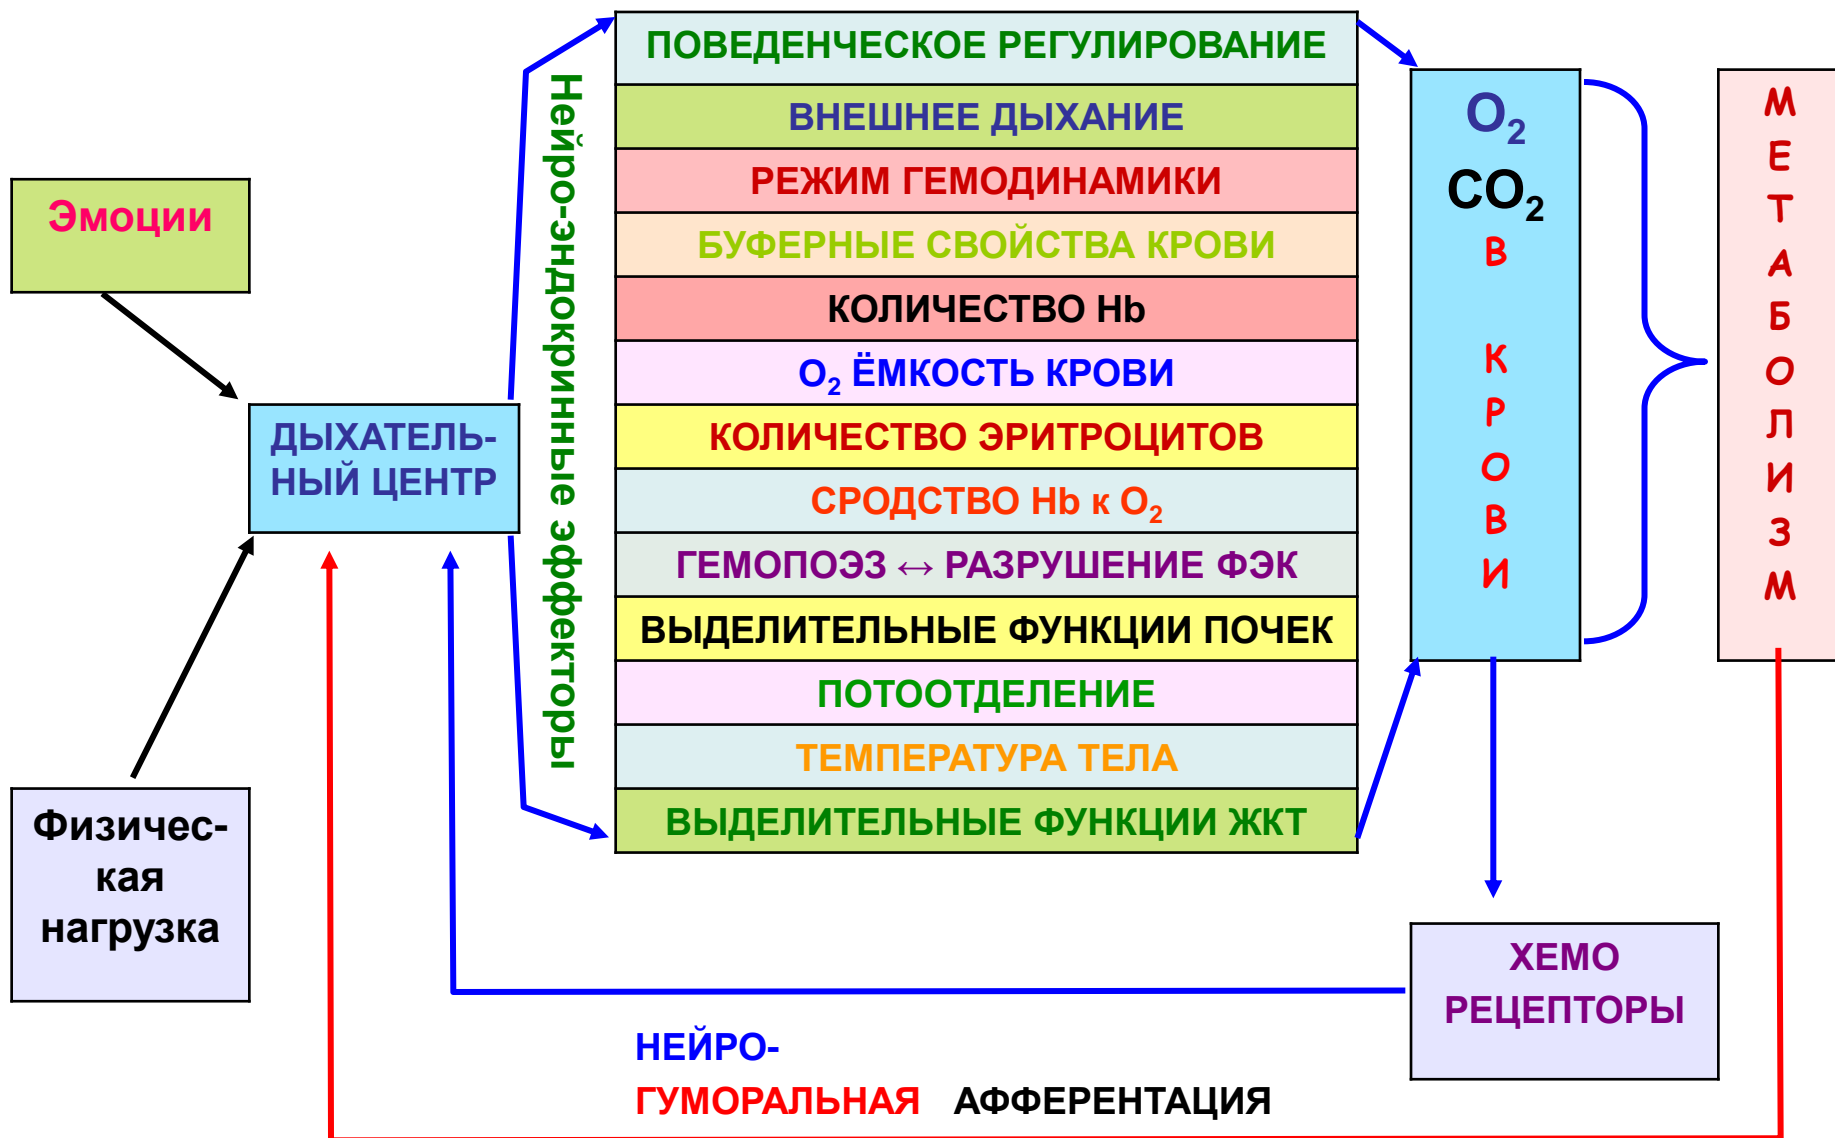 ПОВЕДЕНЧЕСКОЕ РЕГУЛИРОВАНИЕ
ВНЕШНЕЕ ДЫХАНИЕ
РЕЖИМ ГЕМОДИНАМИКИ
БУФЕРНЫЕ СВОЙСТВА КРОВИ
КОЛИЧЕСТВО Hb
O₂ ЁМКОСТЬ КРОВИ
КОЛИЧЕСТВО ЭРИТРОЦИТОВ
СРОДСТВО Hb к O₂
ГЕМОПОЭЗ ↔ РАЗРУШЕНИЕ ФЭК
ВЫДЕЛИТЕЛЬНЫЕ ФУНКЦИИ ПОЧЕК
ПОТООТДЕЛЕНИЕ
ТЕМПЕРАТУРА ТЕЛА
ВЫДЕЛИТЕЛЬНЫЕ ФУНКЦИИ ЖКТ
Нейро-эндокринные эффекторы
Эмоции
ДЫХАТЕЛЬ-
НЫЙ ЦЕНТР
Физичес-
кая
нагрузка
O₂
CO₂
В
КРОВИ
МЕТАБОЛИЗМ
ХЕМО
РЕЦЕПТОРЫ
НЕЙРО-
ГУМОРАЛЬНАЯ АФФЕРЕНТАЦИЯ